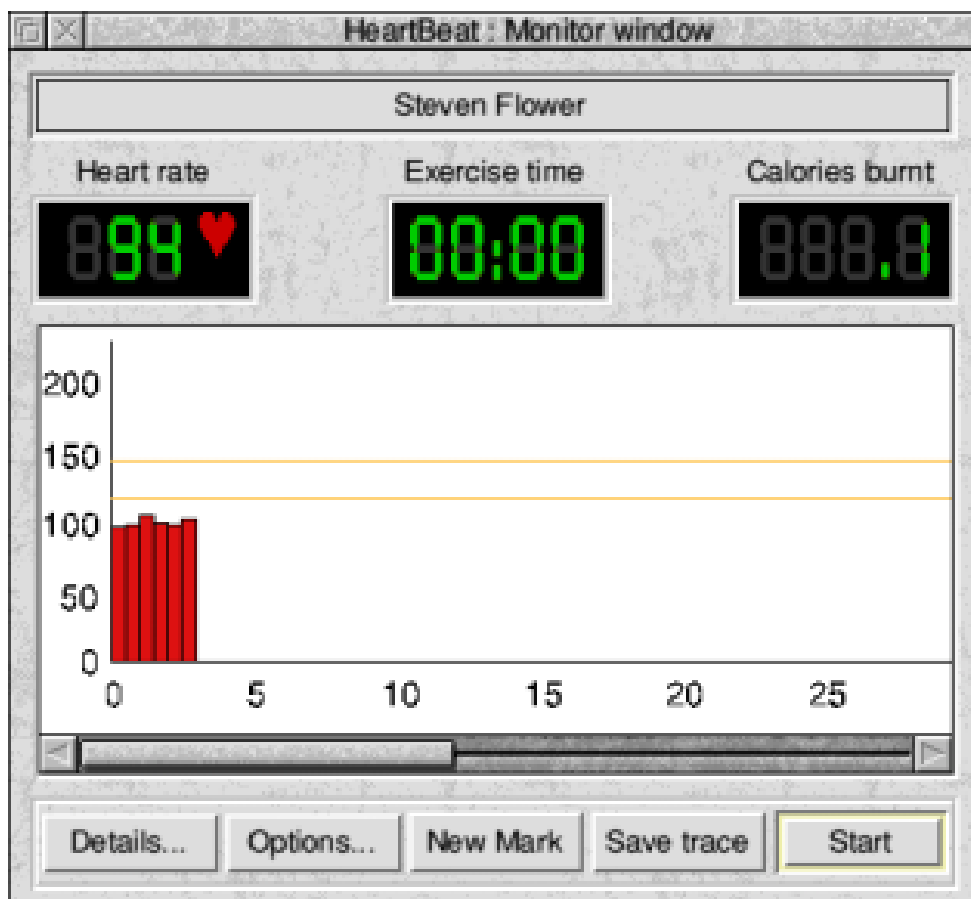 HeartBeat : Monitor window
Steven Flower
Heart rate Exercise time Calories burnt
94 00:00 .1
200
150
100
50
0
0 5 10 15 20 25
Details... Options... New Mark Save trace Start